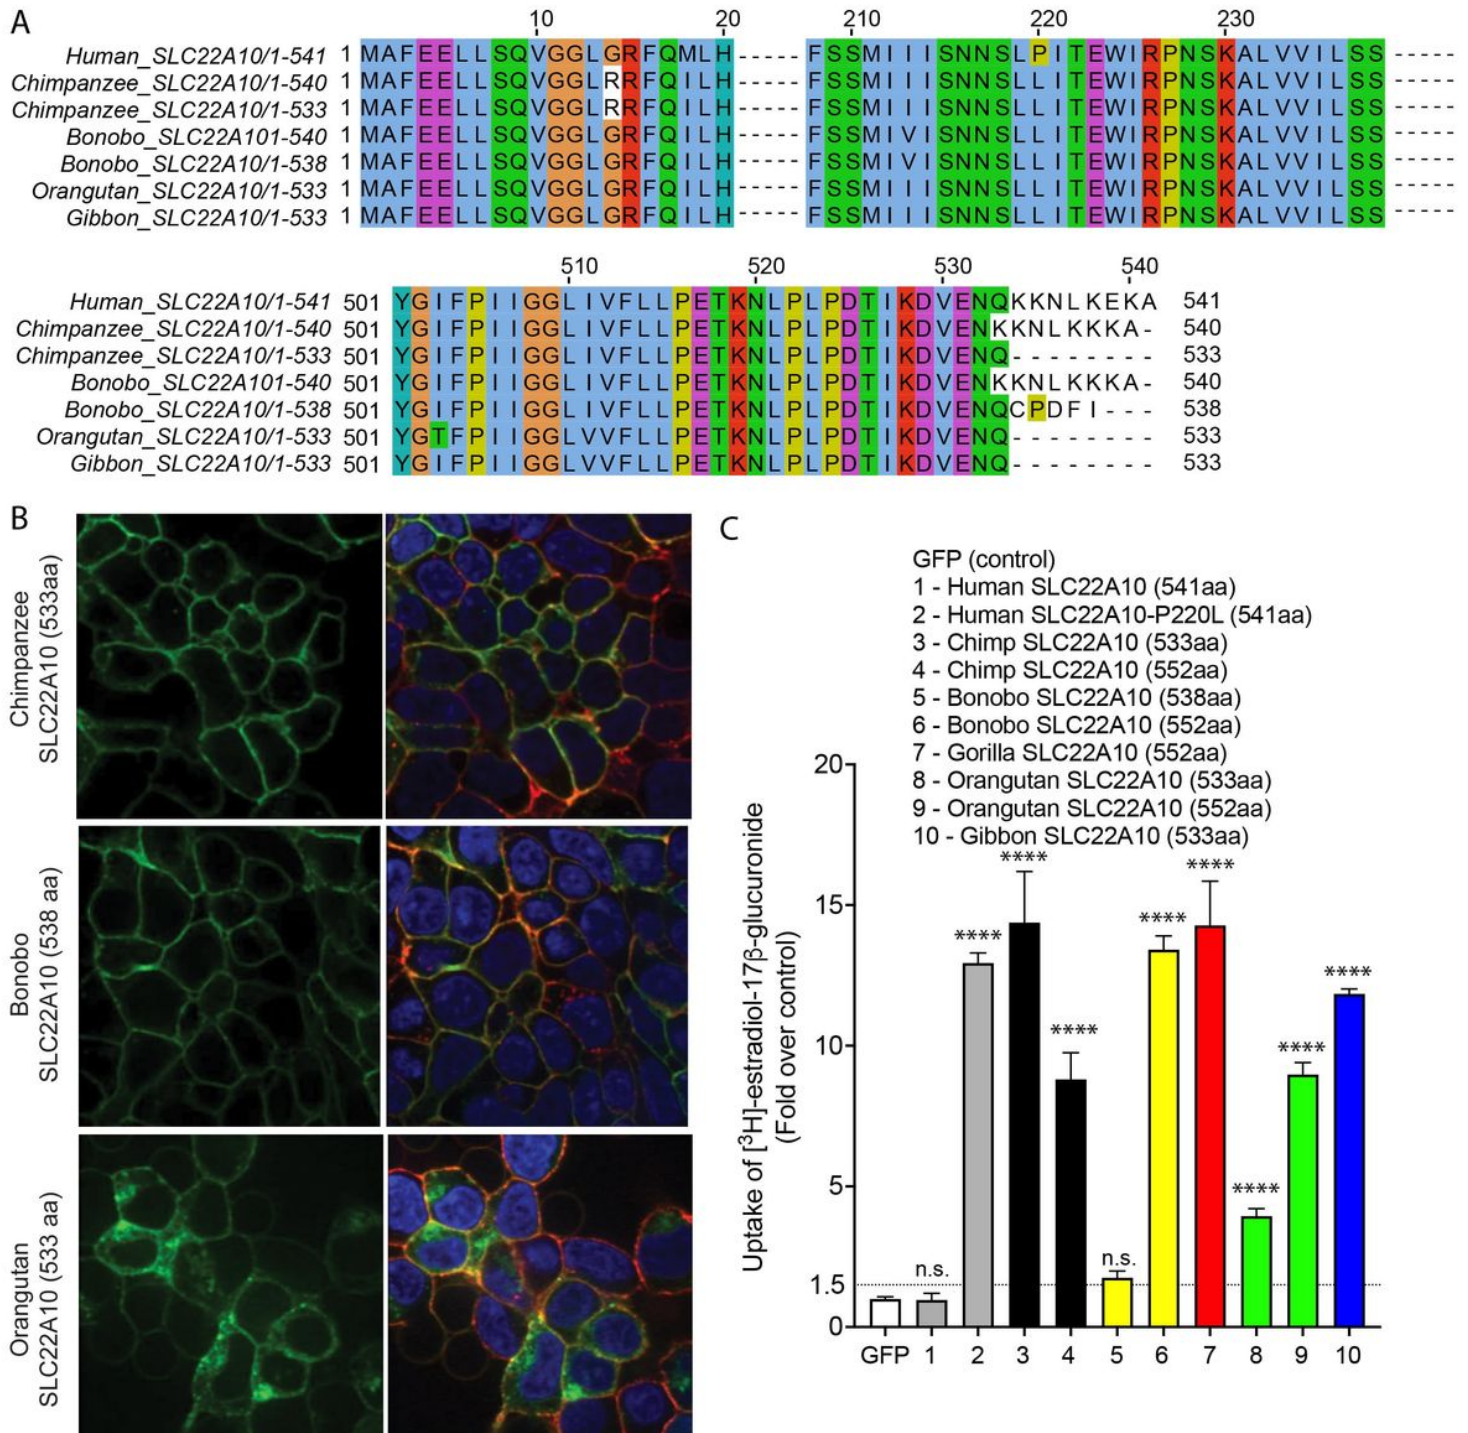 A
10 20 210 220 230
Human_SLC22A10/1-541 1 MAFEELLSQVGGLGRFQMLH----- FSSMIIISNNSLPITEWIRPNSKALVVILSS -----
Chimpanzee_SLC22A10/1-540 1 MAFEELLSQVGGLRRFQILH----- FSSMIIISNNSLLITEWIRPNSKALVVILSS -----
Chimpanzee_SLC22A10/1-533 1 MAFEELLSQVGGLRRFQILH----- FSSMIIISNNSLLITEWIRPNSKALVVILSS -----
Bonobo_SLC22A101-540 1 MAFEELLSQVGGLGRFQILH----- FSSMIVISNNSLLITEWIRPNSKALVVILSS -----
Bonobo_SLC22A10/1-538 1 MAFEELLSQVGGLGRFQILH----- FSSMIVISNNSLLITEWIRPNSKALVVILSS -----
Orangutan_SLC22A10/1-533 1 MAFEELLSQVGGLGRFQILH----- FSSMIIISNNSLLITEWIRPNSKALVVILSS -----
Gibbon_SLC22A10/1-533 1 MAFEELLSQVGGLGRFQILH----- FSSMIIISNNSLLITEWIRPNSKALVVILSS -----
510 520 530 540
Human_SLC22A10/1-541 501 YGIFPIIGGLIVFLLPETKNLPLPDTIKDVENQKKNLKEKA 541
Chimpanzee_SLC22A10/1-540 501 YGIFPIIGGLIVFLLPETKNLPLPDTIKDVENKKNLKKKA- 540
Chimpanzee_SLC22A10/1-533 501 YGIFPIIGGLIVFLLPETKNLPLPDTIKDVENQ-------- 533
Bonobo_SLC22A101-540 501 YGIFPIIGGLIVFLLPETKNLPLPDTIKDVENKKNLKKKA- 540
Bonobo_SLC22A10/1-538 501 YGIFPIIGGLIVFLLPETKNLPLPDTIKDVENQCPDFI--- 538
Orangutan_SLC22A10/1-533 501 YGTFPIIGGLVVFLLPETKNLPLPDTIKDVENQ-------- 533
Gibbon_SLC22A10/1-533 501 YGIFPIIGGLVVFLLPETKNLPLPDTIKDVENQ-------- 533
B
Chimpanzee
SLC22A10 (533aa)
Bonobo
SLC22A10 (538 aa)
Orangutan
SLC22A10 (533 aa)
C
GFP (control)
1 - Human SLC22A10 (541aa)
2 - Human SLC22A10-P220L (541aa)
3 - Chimp SLC22A10 (533aa)
4 - Chimp SLC22A10 (552aa)
5 - Bonobo SLC22A10 (538aa)
6 - Bonobo SLC22A10 (552aa)
7 - Gorilla SLC22A10 (552aa)
8 - Orangutan SLC22A10 (533aa)
9 - Orangutan SLC22A10 (552aa)
10 - Gibbon SLC22A10 (533aa)
Uptake of [³H]-estradiol-17β-glucuronide
(Fold over control)
20
15
10
5
1.5
0
n.s.
****
****
****
n.s.
****
****
****
****
****
GFP 1 2 3 4 5 6 7 8 9 10